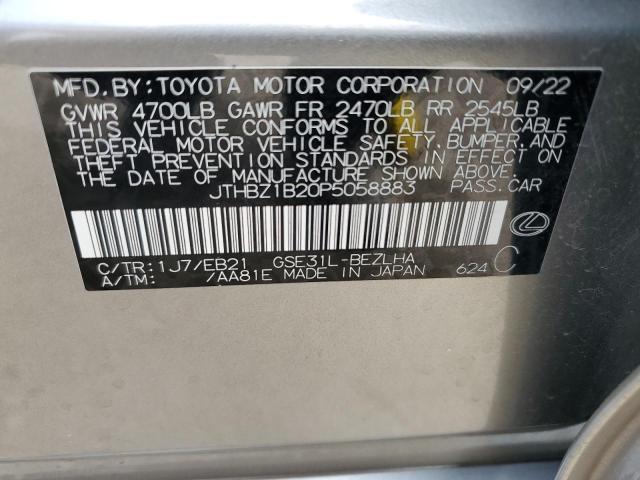 MFD. BY: TOYOTA MOTOR CORPORATION 09/22
GVWR 4700LB GAWR FR 2470LB RR 2545LB
THIS VEHICLE CONFORMS TO ALL APPLICABLE
FEDERAL MOTOR VEHICLE SAFETY, BUMPER, AND
THEFT PREVENTION STANDARDS IN EFFECT ON
THE DATE OF MANUFACTURE SHOWN ABOVE.
JTHBZ1B20P5058883 PASS. CAR
C/TR: 1J7/EB21 GSE31L-BEZLHA
A/TM: /AA81E MADE IN JAPAN 624 C